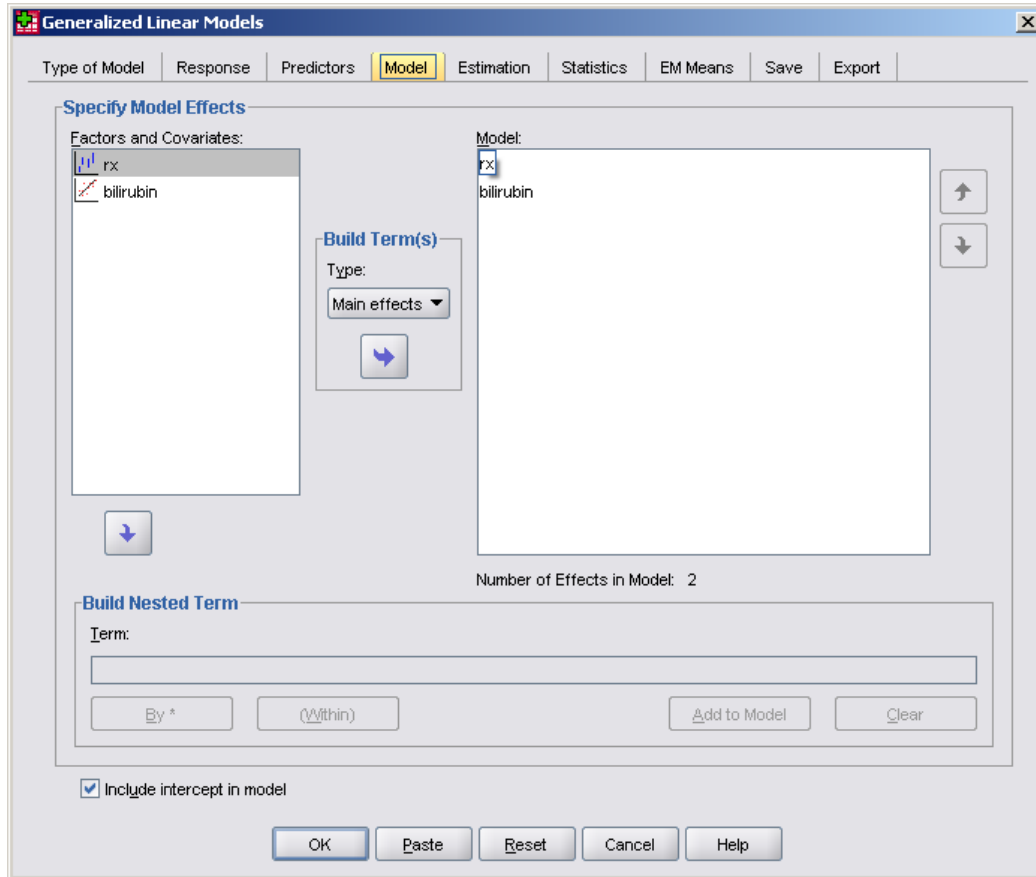 Generalized Linear Models
Type of Model Response Predictors Model Estimation Statistics EM Means Save Export
Specify Model Effects
Factors and Covariates:
rx
bilirubin
Build Term(s)
Type:
Main effects
Model:
rx
bilirubin
Number of Effects in Model: 2
Build Nested Term
Term:
By * (Within) Add to Model Clear
Include intercept in model
OK Paste Reset Cancel Help